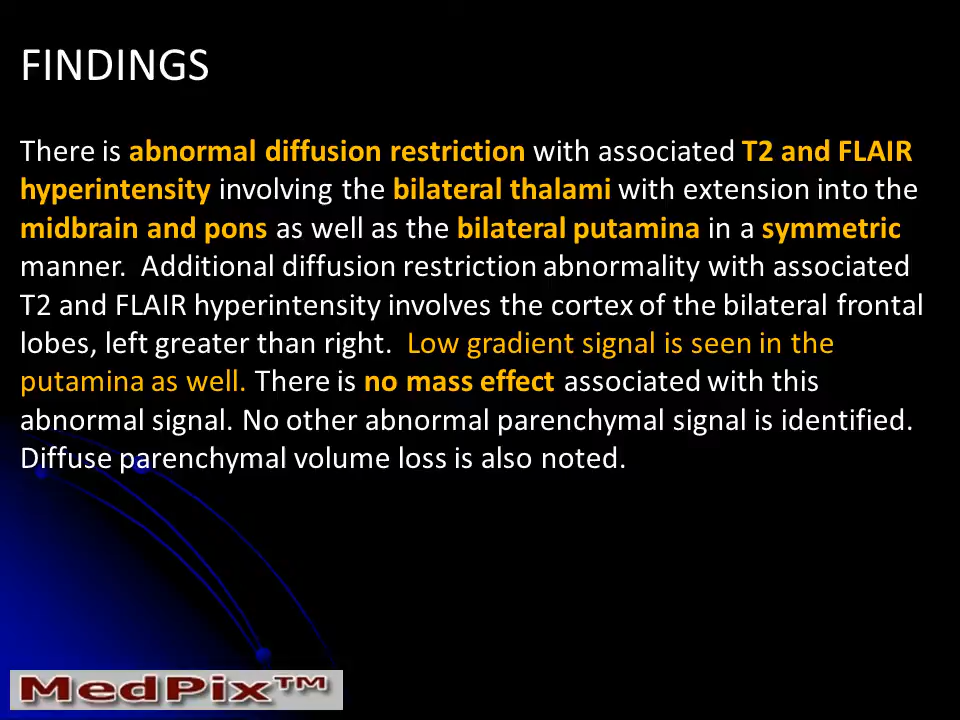 FINDINGS
There is abnormal diffusion restriction with associated T2 and FLAIR
hyperintensity involving the bilateral thalami with extension into the
midbrain and pons as well as the bilateral putamina in a symmetric
manner.  Additional diffusion restriction abnormality with associated
T2 and FLAIR hyperintensity involves the cortex of the bilateral frontal
lobes, left greater than right.  Low gradient signal is seen in the
putamina as well. There is no mass effect associated with this
abnormal signal. No other abnormal parenchymal signal is identified.
Diffuse parenchymal volume loss is also noted.
MedPix™